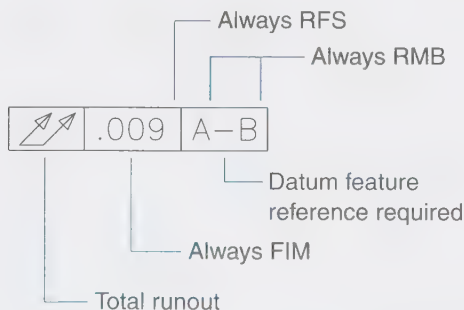 Always RFS
Always RMB
.009 A–B
Datum feature
reference required
Always FIM
Total runout